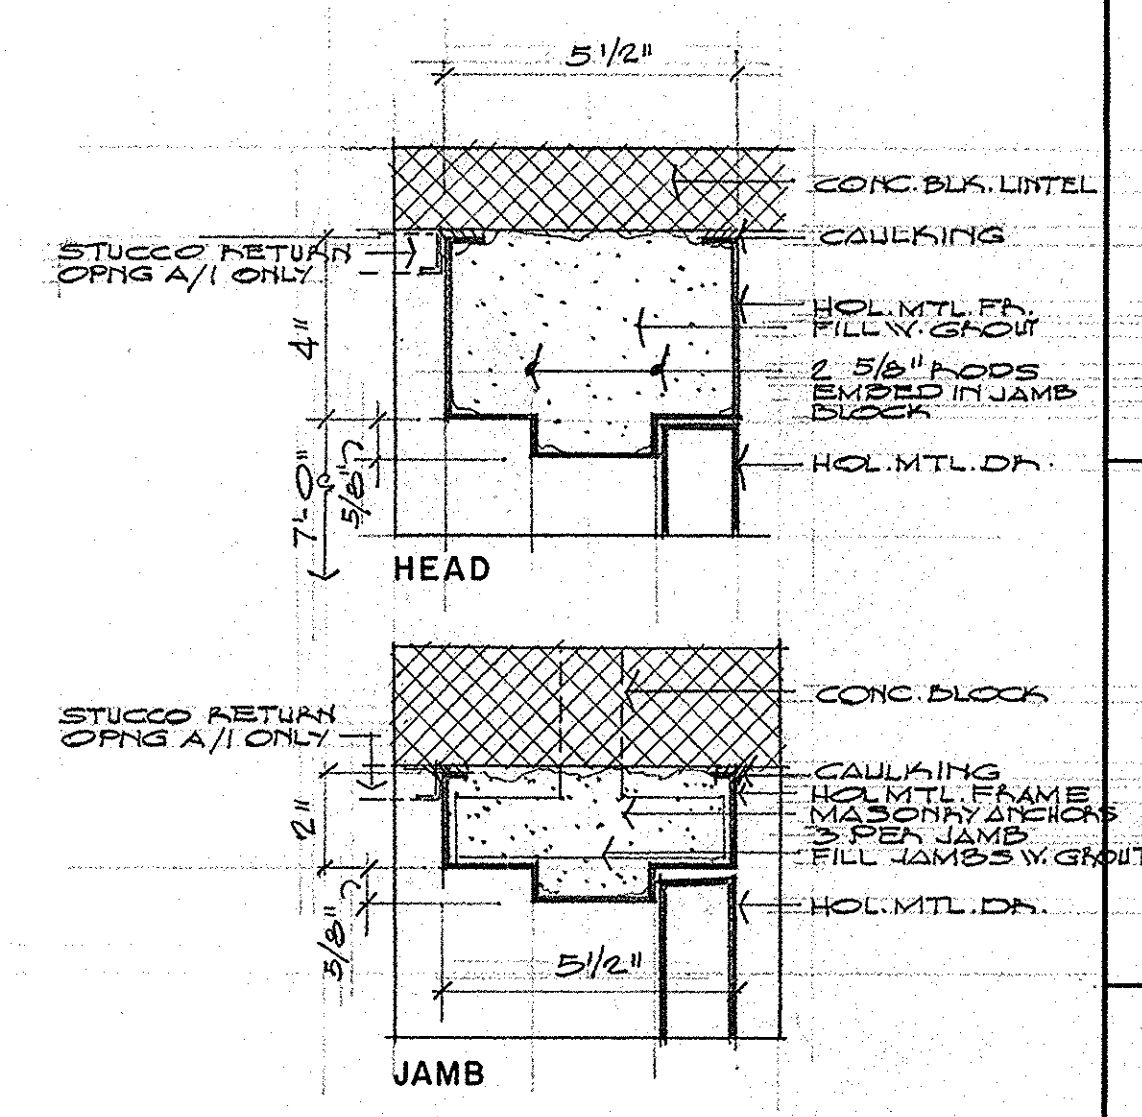 5 1/2"
CONC. BLK. LINTEL
CAULKING
STUCCO RETURN
OPNG A/1 ONLY
HOL. MTL. FR.
FILL W. GROUT
4"
2 5/8" RODS
EMBED IN JAMB
BLOCK
HOL. MTL. DR.
7'-0"
5/8"
HEAD
CONC. BLOCK
STUCCO RETURN
OPNG A/1 ONLY
CAULKING
HOL MTL. FRAME
MASONRY ANCHORS
3 PER JAMB
FILL JAMBS W. GROUT
2"
HOL. MTL. DR.
5/8"
5 1/2"
JAMB